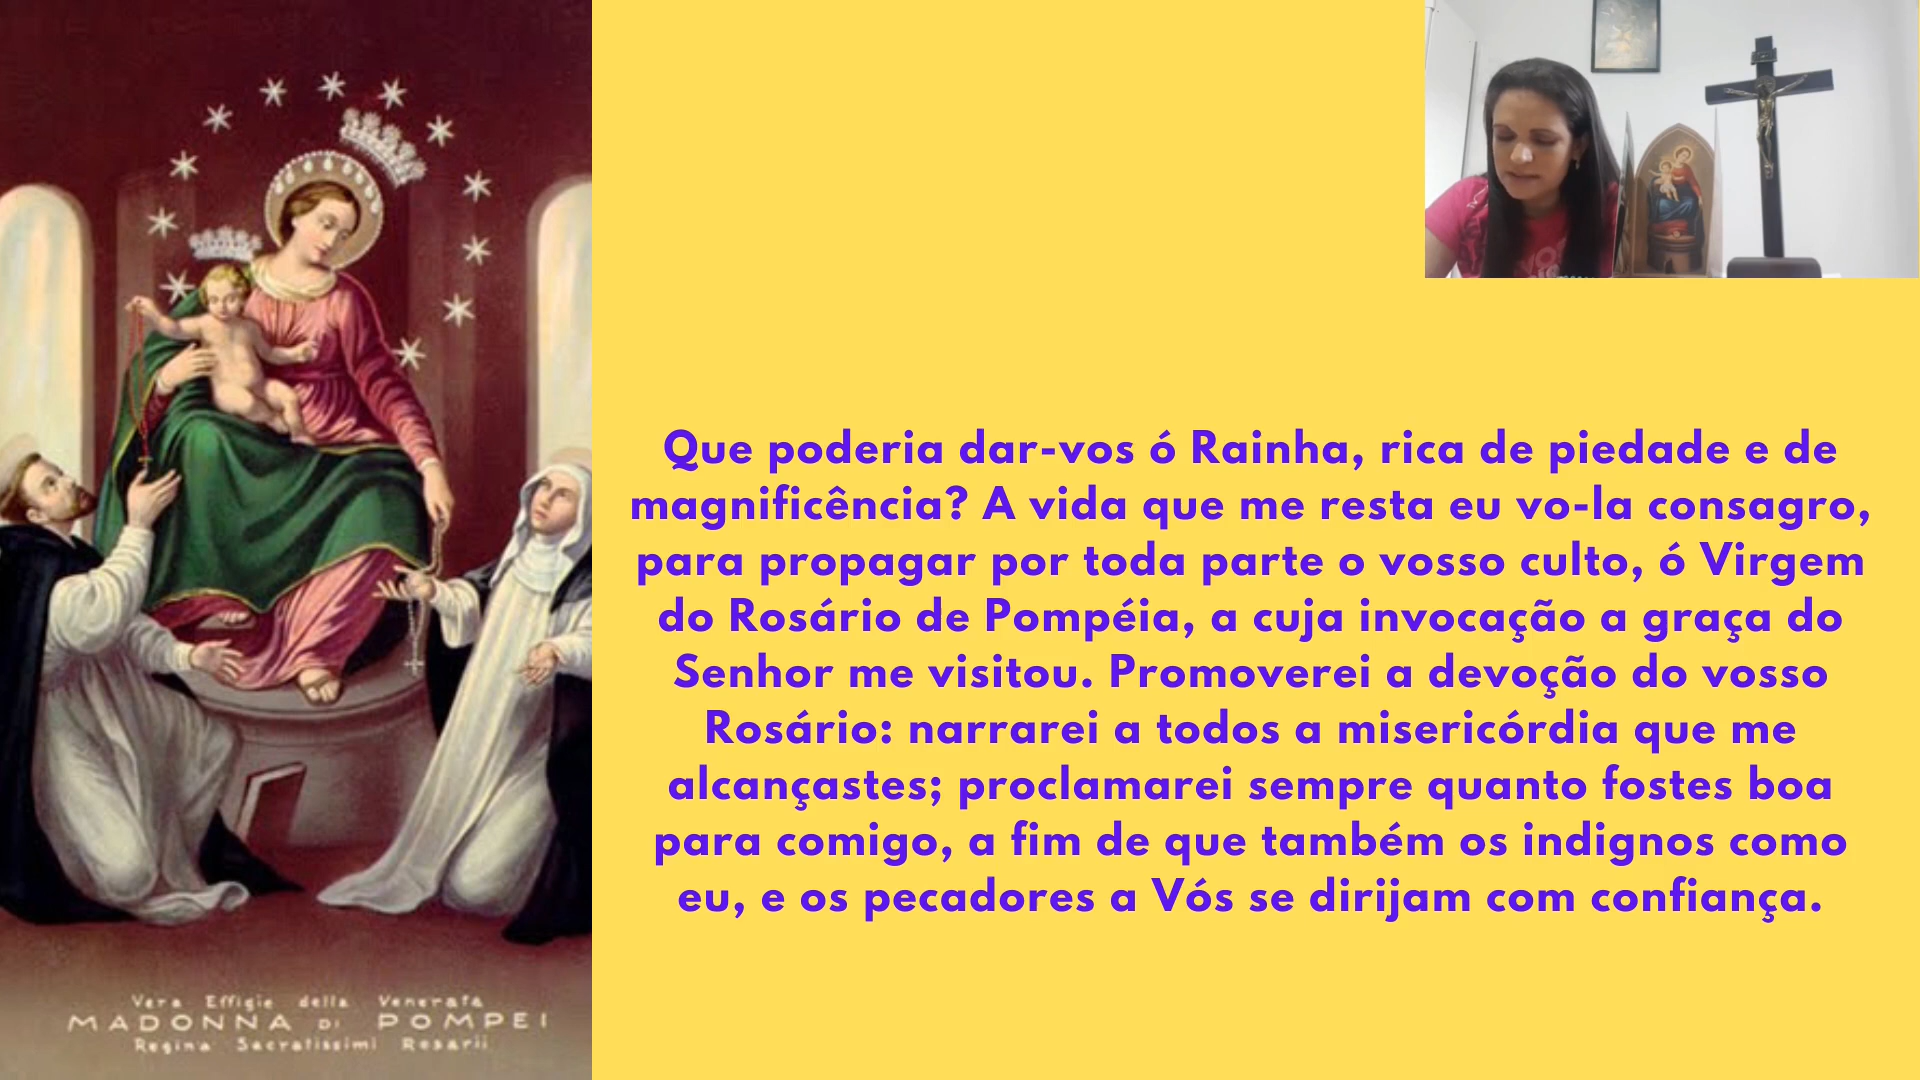 Que poderia dar-vos ó Rainha, rica de piedade e de
magnificência? A vida que me resta eu vo-la consagro,
para propagar por toda parte o vosso culto, ó Virgem
do Rosário de Pompéia, a cuja invocação a graça do
Senhor me visitou. Promoverei a devoção do vosso
Rosário: narrarei a todos a misericórdia que me
alcançastes; proclamarei sempre quanto fostes boa
para comigo, a fim de que também os indignos como
eu, e os pecadores a Vós se dirijam com confiança.
Vera Effigie della Venerata
MADONNA DI POMPEI
Regina Sacratissimi Rosarii